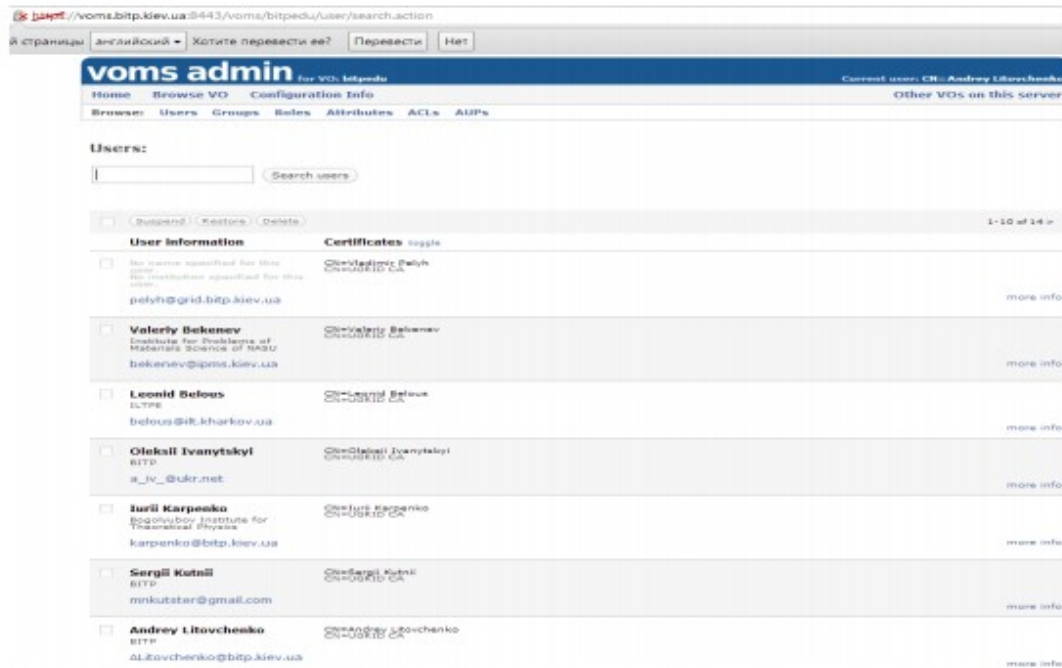 https://voms.bitp.kiev.ua:8443/voms/bitpedu/user/search.action
й страницы английский Хотите перевести ее? Перевести Нет
voms admin for VO: bitpedu Current user: CN=Andrey Litovchenko
Home Browse VO Configuration Info Other VOs on this server
Browse: Users Groups Roles Attributes ACLs AUPs
Users:
Search users
Suspend Restore Delete 1-10 of 14 >
User information Certificates toggle
No name specified for this user. CN=Vladimir Pelyh
No institution specified for this user. CN=UGRID CA
pelyh@grid.bitp.kiev.ua more info
Valeriy Bekenev CN=Valeriy Bekenev
Institute for Problems of CN=UGRID CA
Materials Science of NASU
bekenev@ipms.kiev.ua more info
Leonid Belous CN=Leonid Belous
ILTPE CN=UGRID CA
belous@ilt.kharkov.ua more info
Oleksii Ivanytskyi CN=Oleksii Ivanytskyi
BITP CN=UGRID CA
a_iv_@ukr.net more info
Iurii Karpenko CN=Iurii Karpenko
Bogolyubov Institute for CN=UGRID CA
Theoretical Physics
karpenko@bitp.kiev.ua more info
Sergii Kutnii CN=Sergii Kutnii
BITP CN=UGRID CA
mnkutster@gmail.com more info
Andrey Litovchenko CN=Andrey Litovchenko
BITP CN=UGRID CA
ALitovchenko@bitp.kiev.ua more info